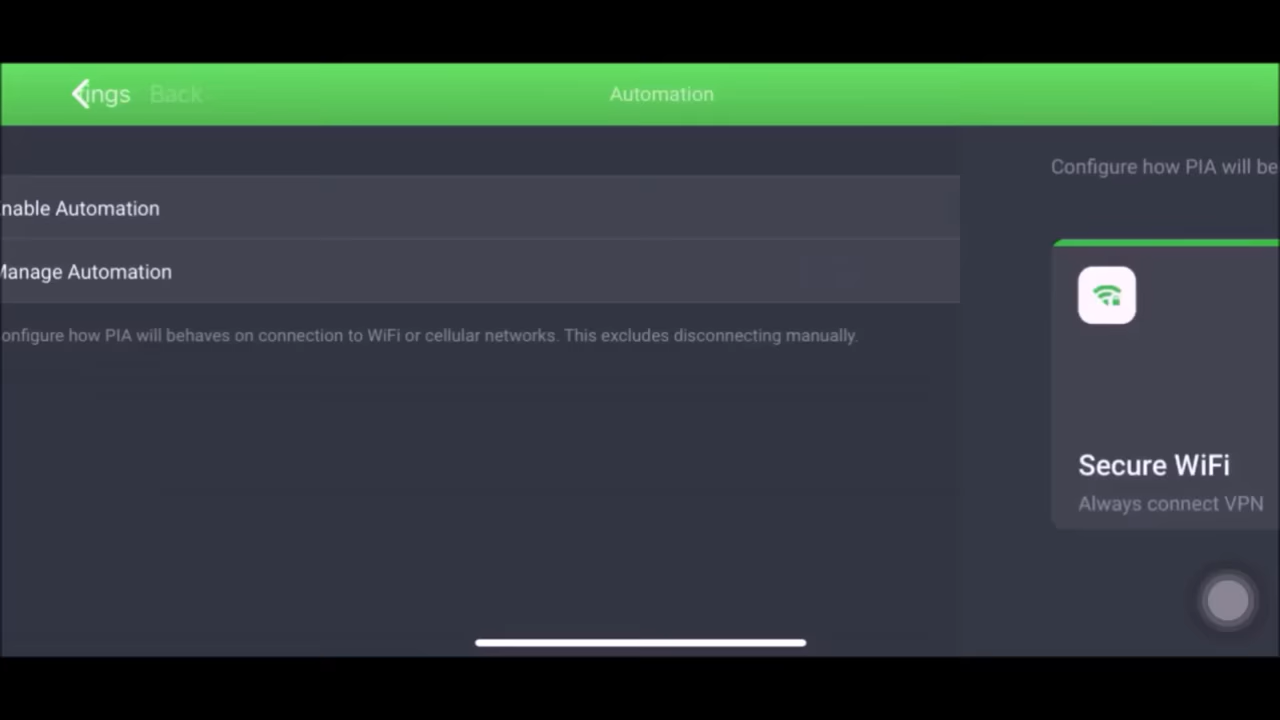 ings Back
Automation
nable Automation
Manage Automation
onfigure how PIA will behaves on connection to WiFi or cellular networks. This excludes disconnecting manually.
Configure how PIA will be
Secure WiFi
Always connect VPN